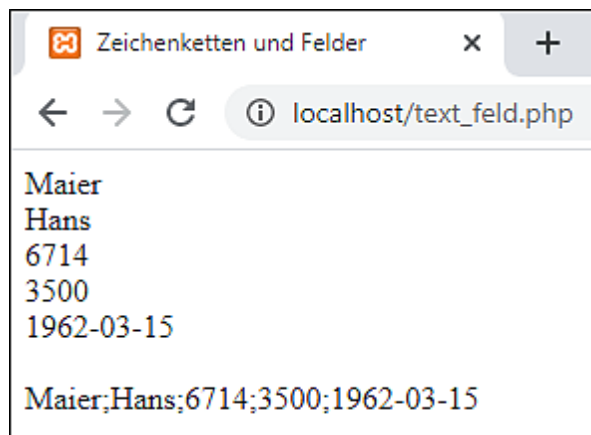 Zeichenketten und Felder
localhost/text_feld.php
Maier
Hans
6714
3500
1962-03-15
Maier;Hans;6714;3500;1962-03-15